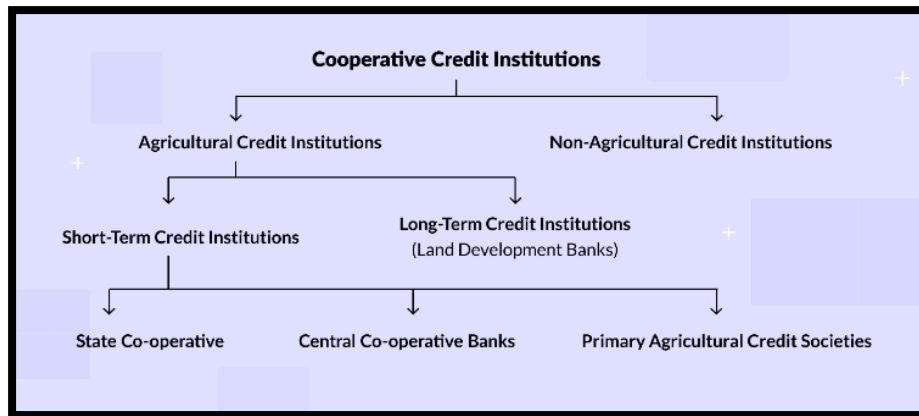 Cooperative Credit Institutions
Agricultural Credit Institutions
Non-Agricultural Credit Institutions
Short-Term Credit Institutions
Long-Term Credit Institutions
(Land Development Banks)
State Co-operative
Central Co-operative Banks
Primary Agricultural Credit Societies